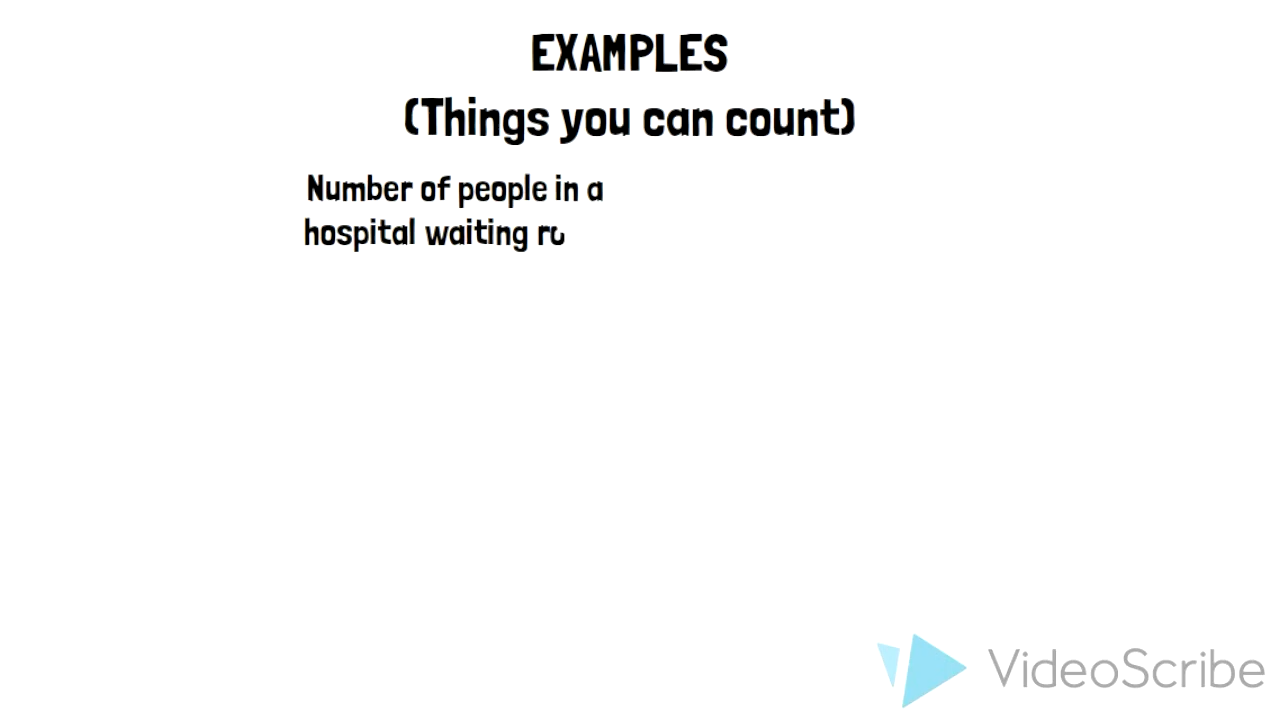 EXAMPLES
(Things you can count)
Number of people in a
hospital waiting
VideoScribe